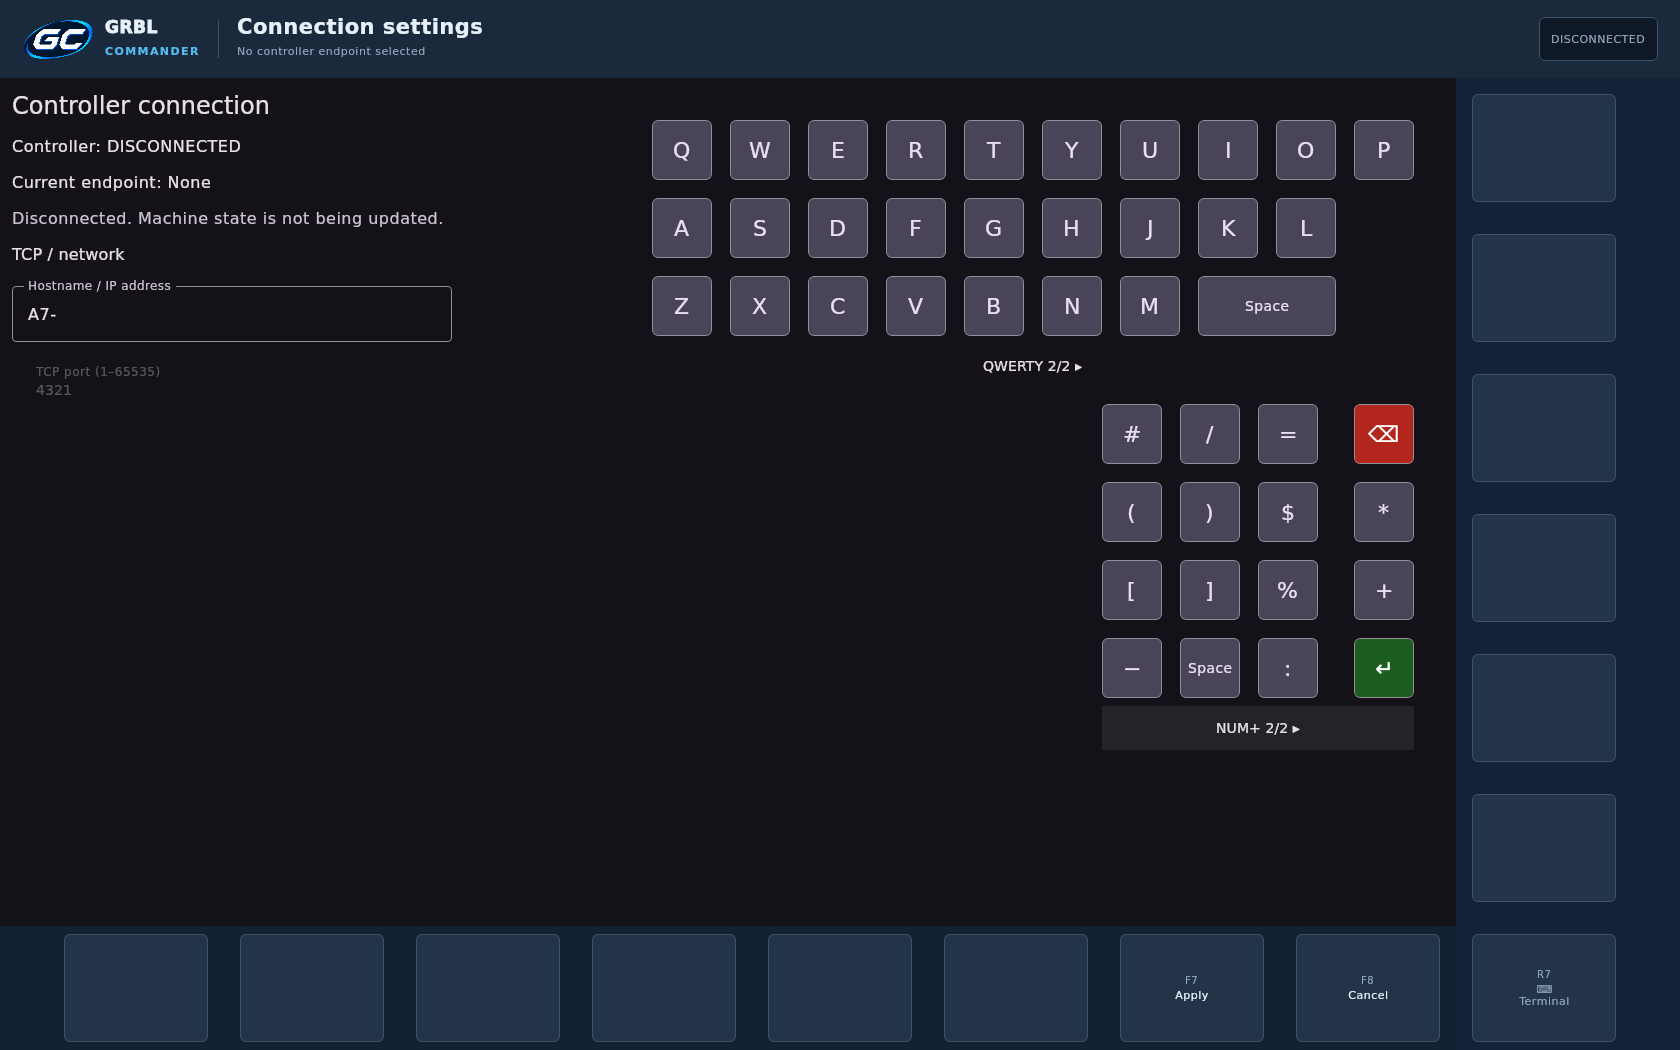 GC
GRBL
COMMANDER
Connection settings
No controller endpoint selected
DISCONNECTED
Controller connection
Controller: DISCONNECTED
Current endpoint: None
Disconnected. Machine state is not being updated.
TCP / network
Hostname / IP address
A7-
TCP port (1–65535)
4321
Q W E R T Y U I O P
A S D F G H J K L
Z X C V B N M Space
QWERTY 2/2 ▸
# / = ⌫
( ) $ *
[ ] % +
− Space : ↵
NUM+ 2/2 ▸
F7
Apply
F8
Cancel
R7
⌨
Terminal